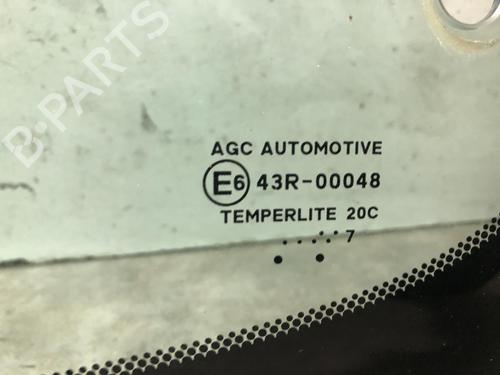 B-PARTS
AGC AUTOMOTIVE
E6 43R-00048
TEMPERLITE 20C
.....7